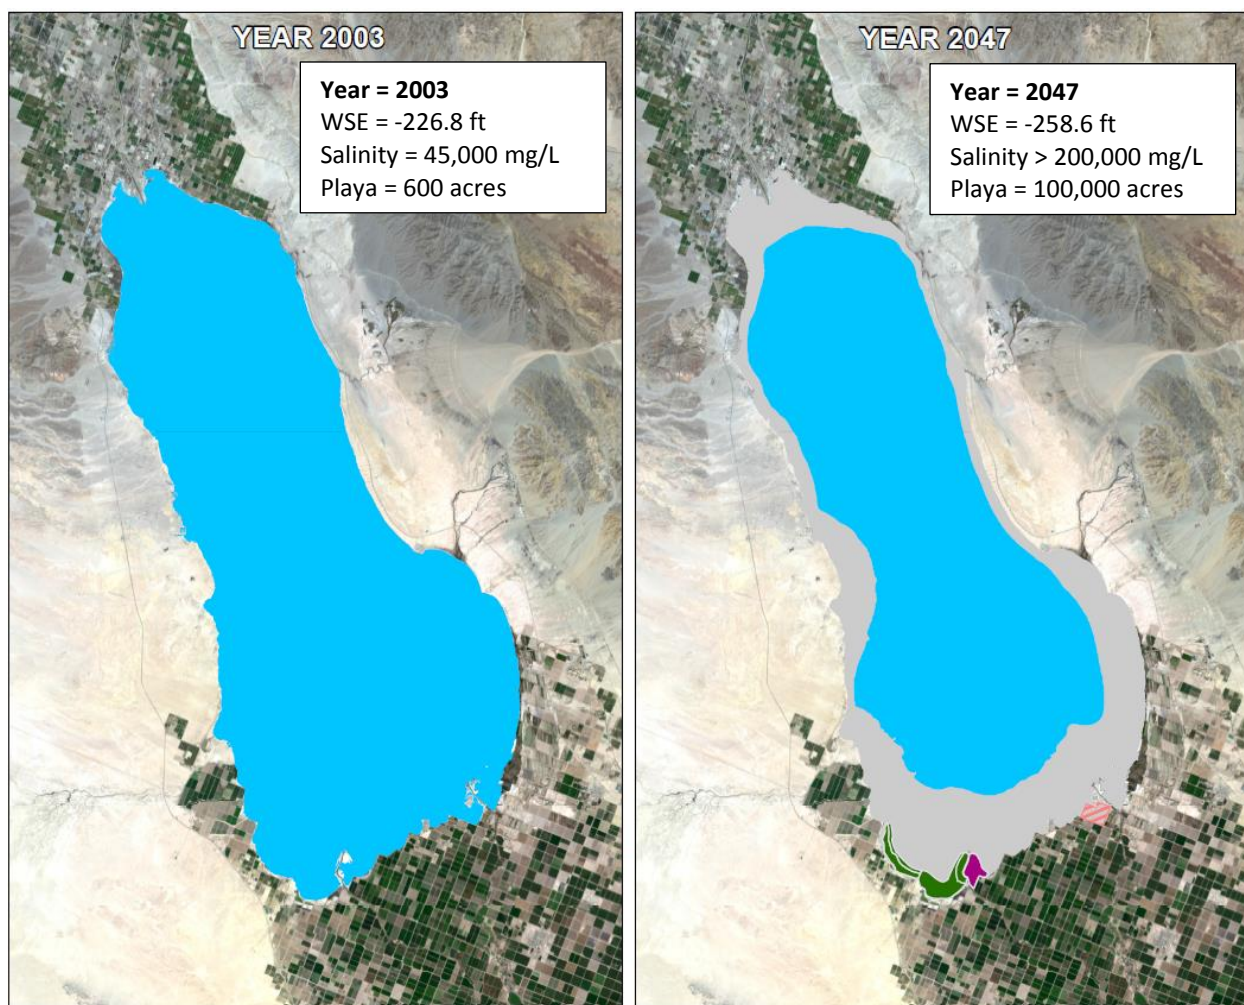 YEAR 2003
Year = 2003
WSE = -226.8 ft
Salinity = 45,000 mg/L
Playa = 600 acres
YEAR 2047
Year = 2047
WSE = -258.6 ft
Salinity > 200,000 mg/L
Playa = 100,000 acres